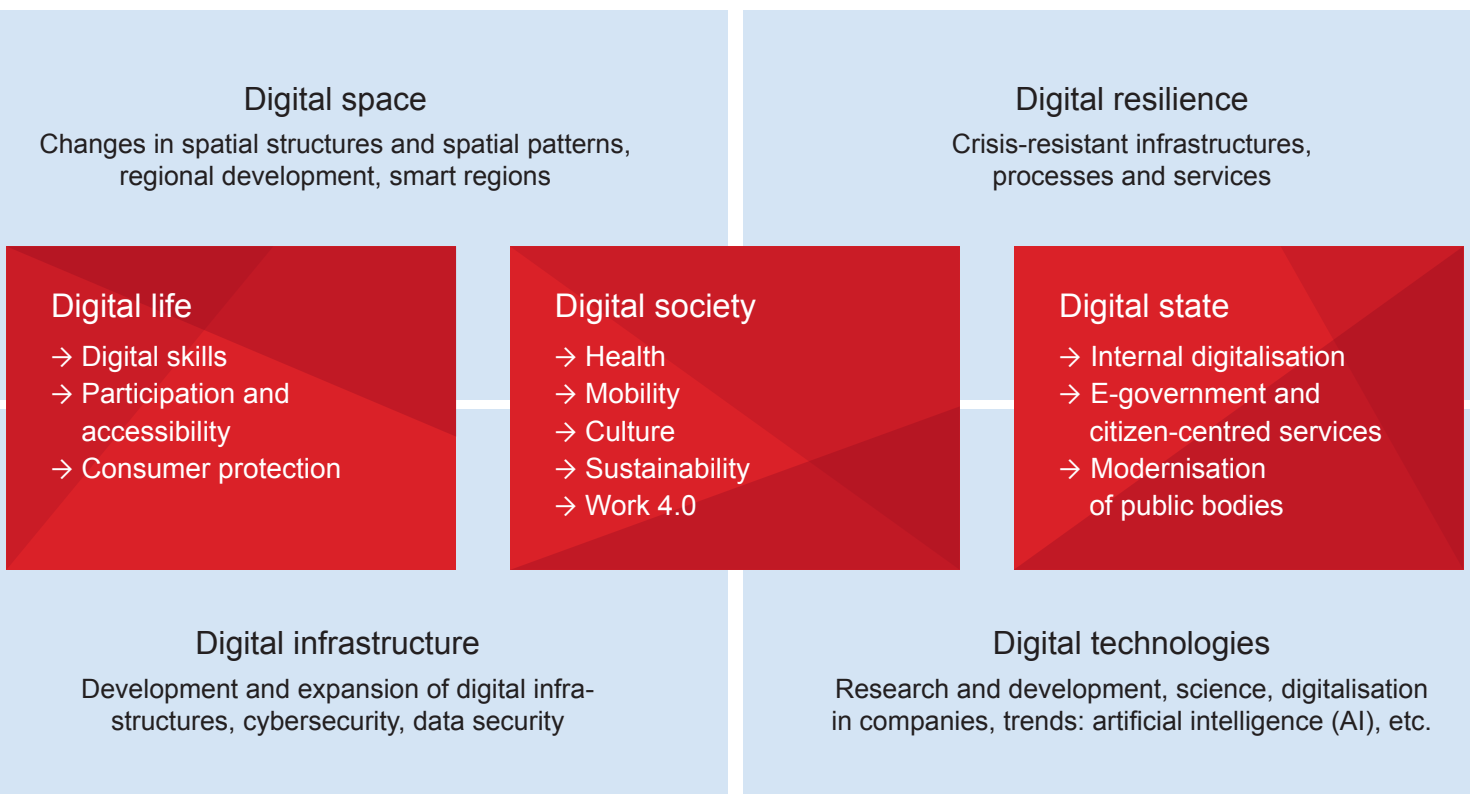 Digital space
Changes in spatial structures and spatial patterns,
regional development, smart regions
Digital resilience
Crisis-resistant infrastructures,
processes and services
Digital life
→ Digital skills
→ Participation and
accessibility
→ Consumer protection
Digital society
→ Health
→ Mobility
→ Culture
→ Sustainability
→ Work 4.0
Digital state
→ Internal digitalisation
→ E-government and
citizen-centred services
→ Modernisation
of public bodies
Digital infrastructure
Development and expansion of digital infra-
structures, cybersecurity, data security
Digital technologies
Research and development, science, digitalisation
in companies, trends: artificial intelligence (AI), etc.